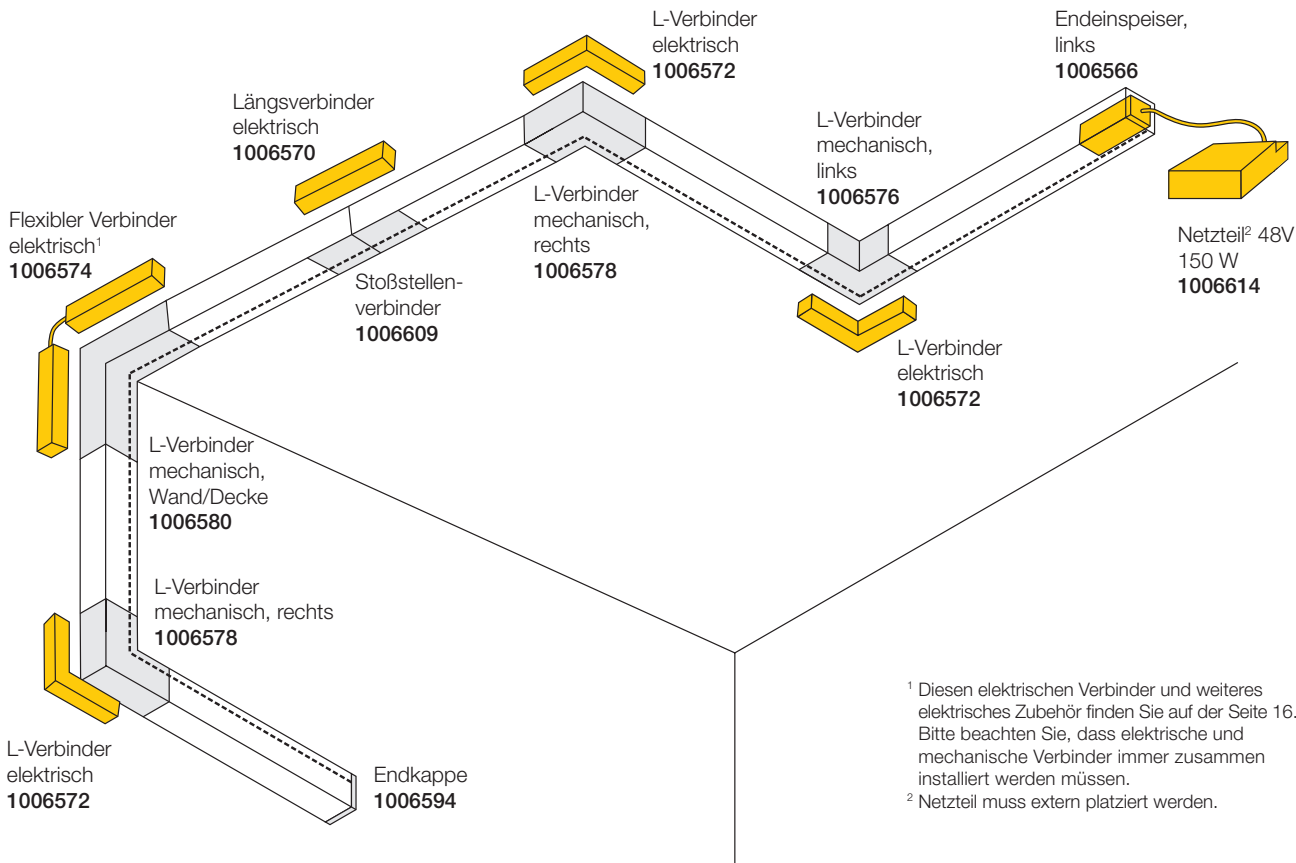 L-Verbinder
elektrisch
1006572
Endeinspeiser,
links
1006566
Längsverbinder
elektrisch
1006570
L-Verbinder
mechanisch,
links
1006576
Flexibler Verbinder
elektrisch¹
1006574
L-Verbinder
mechanisch,
rechts
1006578
Netzteil² 48V
150 W
1006614
Stoßstellen-
verbinder
1006609
L-Verbinder
elektrisch
1006572
L-Verbinder
mechanisch,
Wand/Decke
1006580
L-Verbinder
mechanisch, rechts
1006578
L-Verbinder
elektrisch
1006572
Endkappe
1006594
¹ Diesen elektrischen Verbinder und weiteres
elektrisches Zubehör finden Sie auf der Seite 16.
Bitte beachten Sie, dass elektrische und
mechanische Verbinder immer zusammen
installiert werden müssen.
² Netzteil muss extern platziert werden.